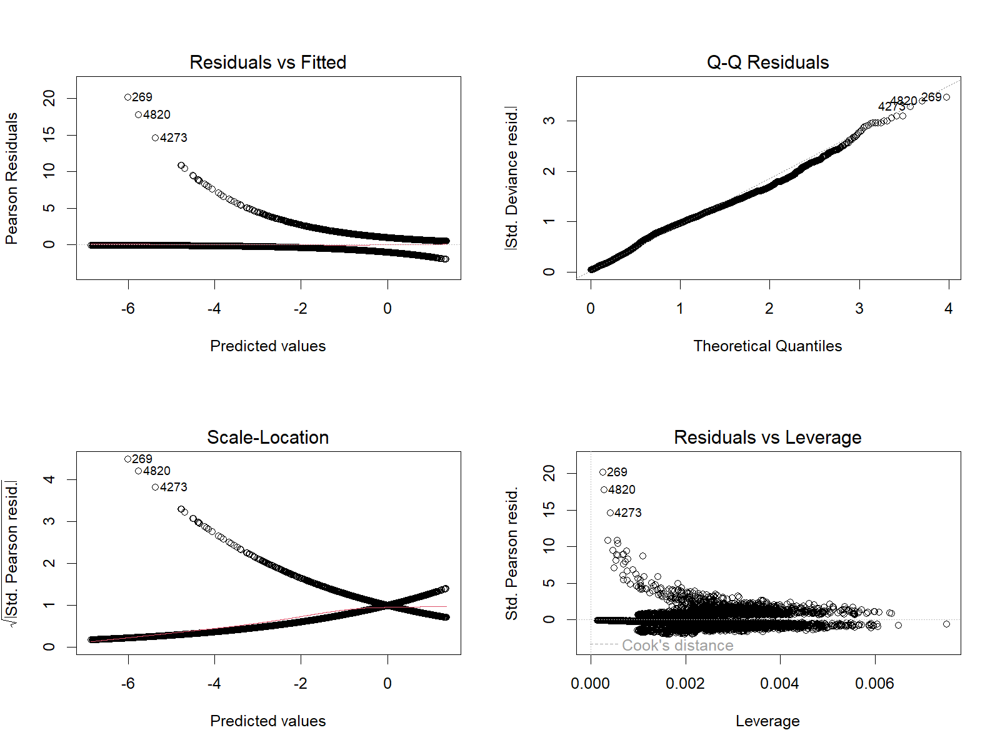 Residuals vs Fitted
Pearson Residuals
20
15
10
5
0
269
4820
4273
-6 -4 -2 0
Predicted values
Q-Q Residuals
|Std. Deviance resid.|
3
2
1
0
4273 4820 269
0 1 2 3 4
Theoretical Quantiles
Scale-Location
√|Std. Pearson resid.|
4
3
2
1
0
269
4820
4273
-6 -4 -2 0
Predicted values
Residuals vs Leverage
Std. Pearson resid.
20
15
10
5
0
269
4820
4273
Cook's distance
0.000 0.002 0.004 0.006
Leverage